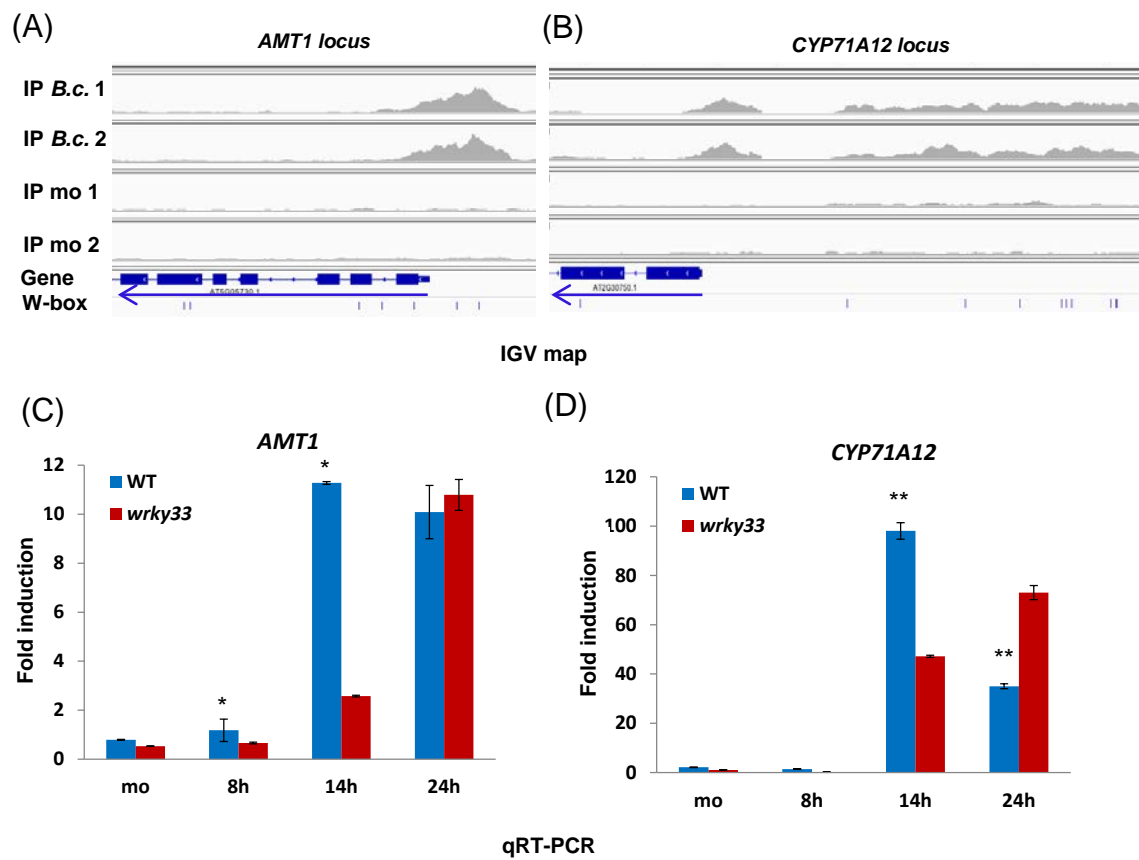 (A)
AMT1 locus
(B)
CYP71A12 locus
IP B.c. 1
IP B.c. 2
IP mo 1
IP mo 2
Gene
AT5G05730.1
AT2G30750.1
W-box
IGV map
(C)
AMT1
12
10
8
6
4
2
0
Fold induction
WT
wrky33
*
*
mo
8h
14h
24h
(D)
CYP71A12
120
100
80
60
40
20
0
Fold induction
WT
wrky33
**
**
mo
8h
14h
24h
qRT-PCR